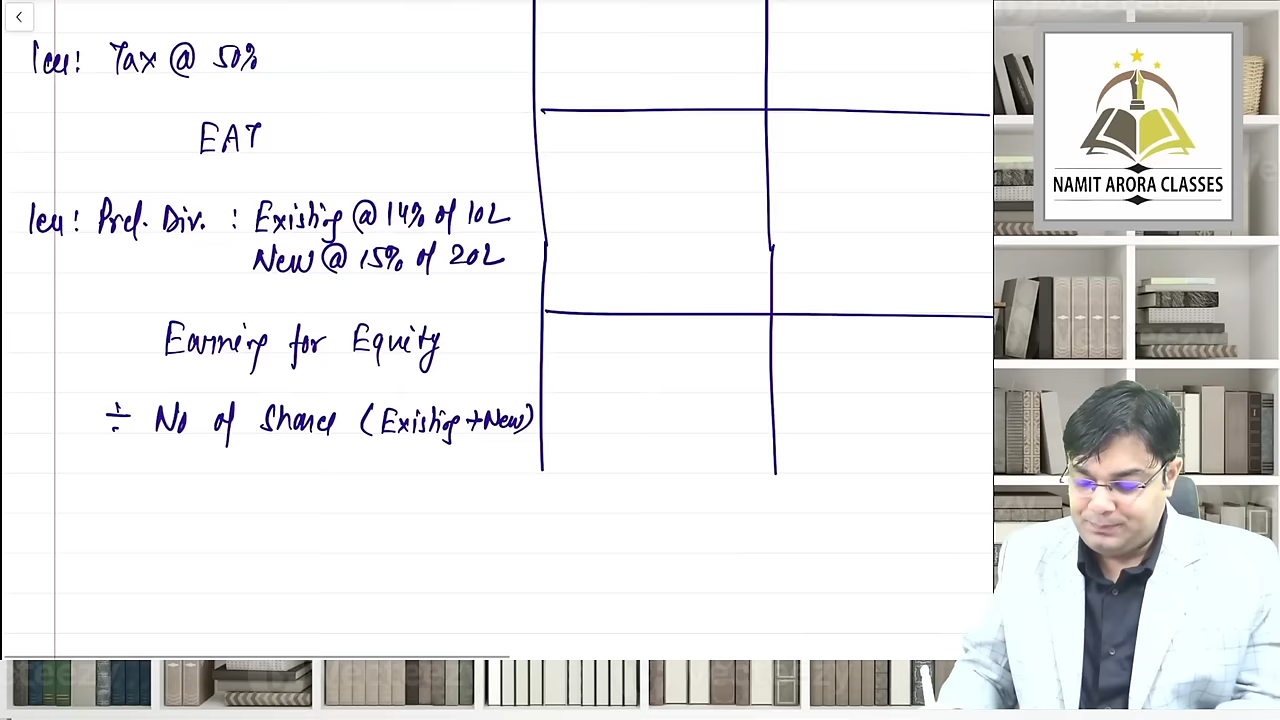 less: Tax @ 50%
EAT
less: Pref. Div. : Existing @ 14% of 10L
New @ 15% of 20L
Earning for Equity
÷ No of Shares (Existing + New)
NAMIT ARORA CLASSES